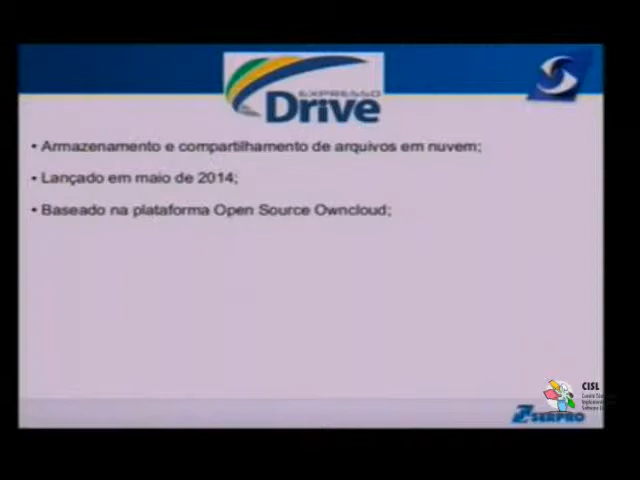 EXPRESSO
Drive
• Armazenamento e compartilhamento de arquivos em nuvem;
• Lançado em maio de 2014;
• Baseado na plataforma Open Source Owncloud;
CISL
SERPRO